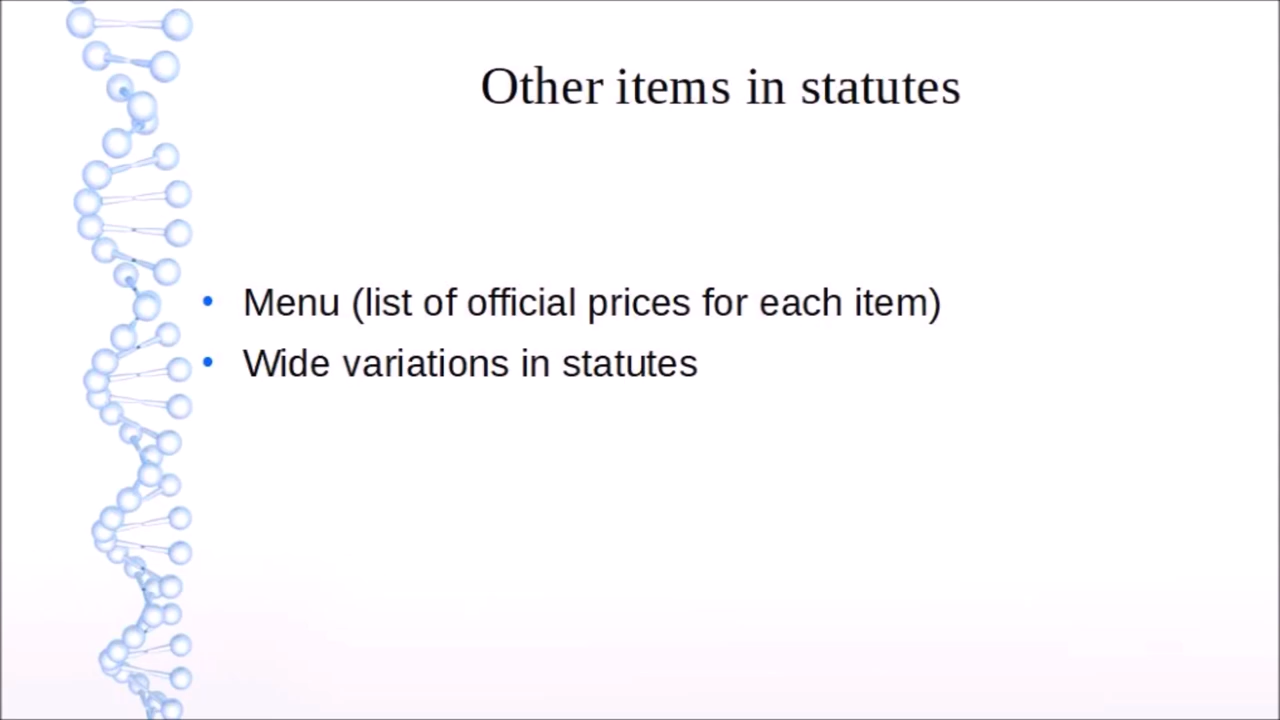 Other items in statutes
• Menu (list of official prices for each item)
• Wide variations in statutes